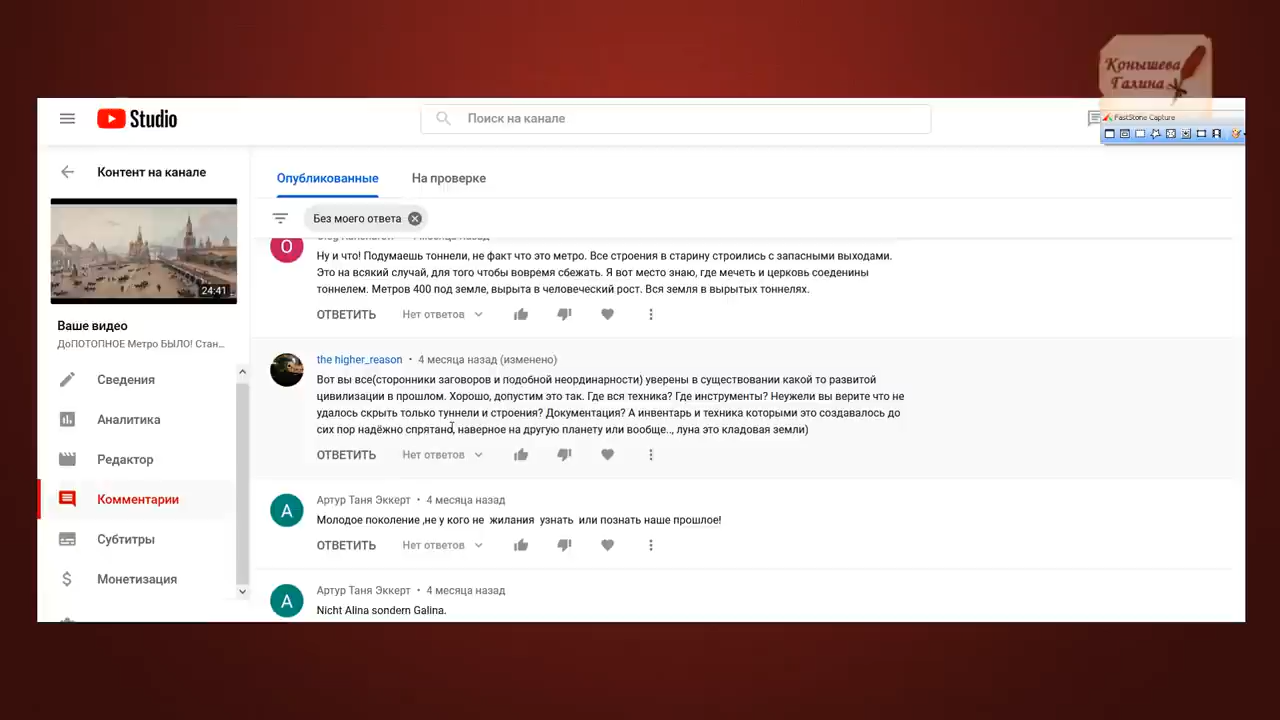 Конышева
Галина
Studio
Поиск на канале
FastStone Capture
Контент на канале
Опубликованные
На проверке
Без моего ответа
24:41
Ваше видео
ДоПОТОПНОЕ Метро БЫЛО! Стан...
Сведения
Аналитика
Редактор
Комментарии
Субтитры
Монетизация
O
Ну и что! Подумаешь тоннели, не факт что это метро. Все строения в старину строились с запасными выходами.
Это на всякий случай, для того чтобы вовремя сбежать. Я вот место знаю, где мечеть и церковь соеденины
тоннелем. Метров 400 под земле, вырыта в человеческий рост. Вся земля в вырытых тоннелях.
ОТВЕТИТЬ Нет ответов
the higher_reason • 4 месяца назад (изменено)
Вот вы все(сторонники заговоров и подобной неординарности) уверены в существовании какой то развитой
цивилизации в прошлом. Хорошо, допустим это так. Где вся техника? Где инструменты? Неужели вы верите что не
удалось скрыть только туннели и строения? Документация? А инвентарь и техника которыми это создавалось до
сих пор надёжно спрятано, наверное на другую планету или вообще.., луна это кладовая земли)
ОТВЕТИТЬ Нет ответов
A
Артур Таня Эккерт • 4 месяца назад
Молодое поколение ,не у кого не жилания узнать или познать наше прошлое!
ОТВЕТИТЬ Нет ответов
A
Артур Таня Эккерт • 4 месяца назад
Nicht Alina sondern Galina.